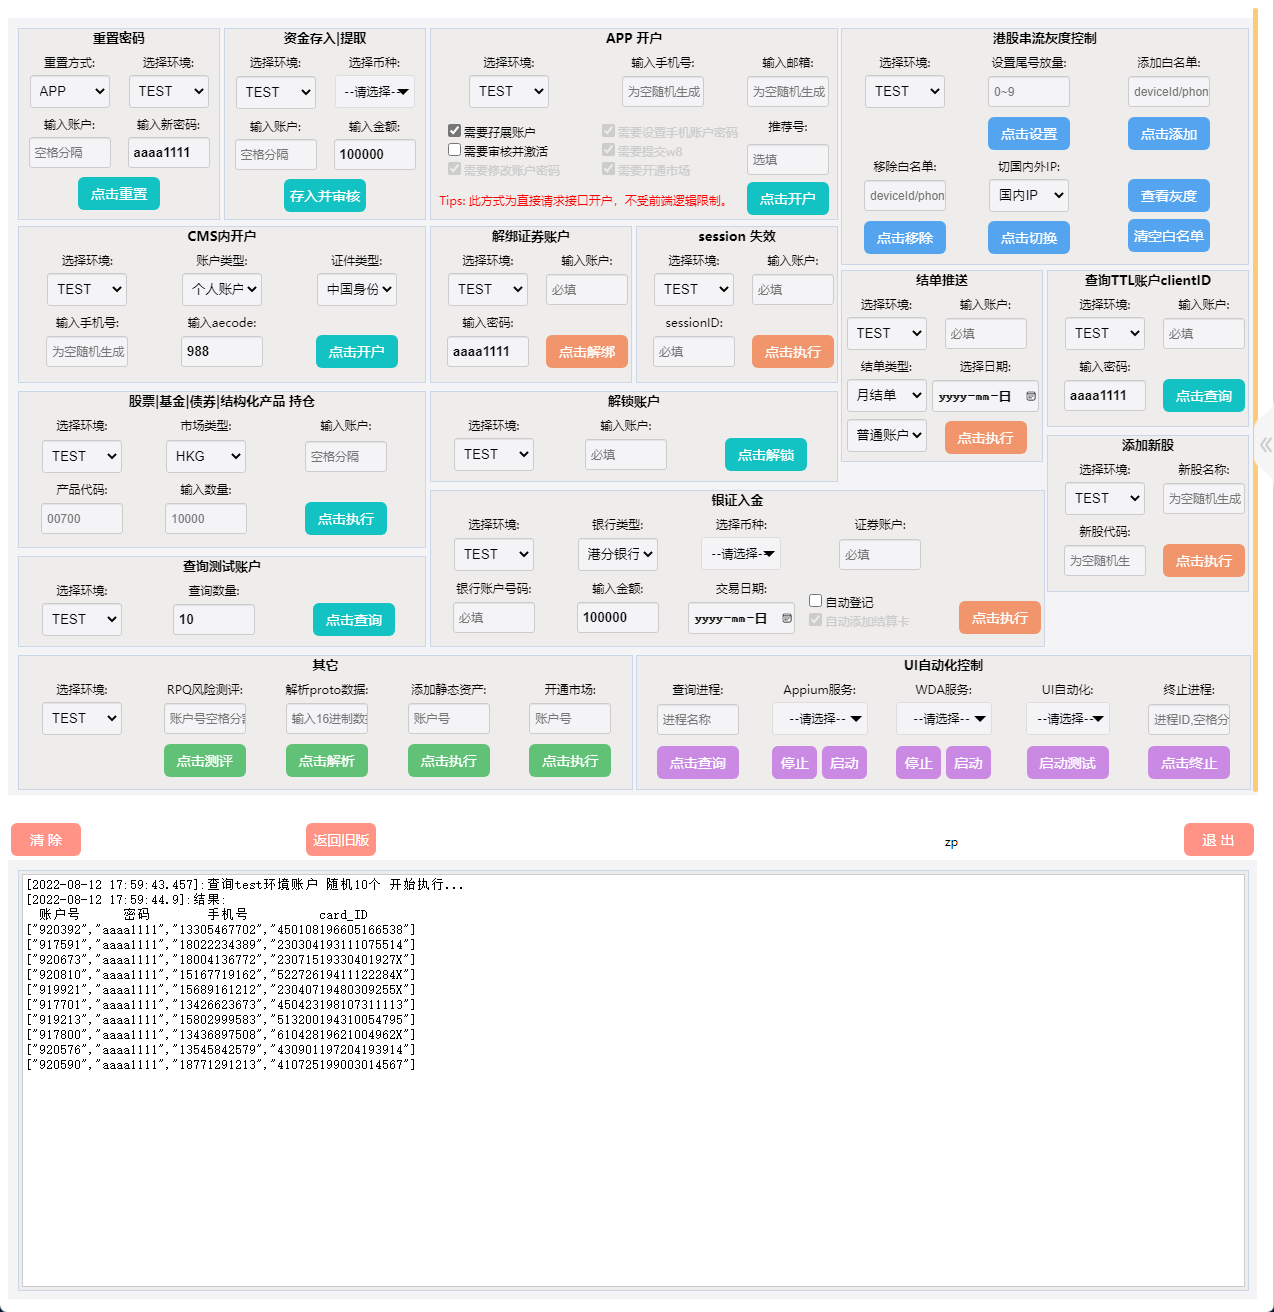 重置密码
重置方式: 选择环境:
APP TEST
输入账户: 输入新密码:
空格分隔 aaaa1111
点击重置
资金存入|提取
选择环境: 选择币种:
TEST --请选择--
输入账户: 输入金额:
空格分隔 100000
存入并审核
APP 开户
选择环境: 输入手机号: 输入邮箱:
TEST 为空随机生成 为空随机生成
需要孖展账户 需要设置手机账户密码 推荐号:
需要审核并激活 需要提交w8 选填
需要修改账户密码 需要开通市场
Tips: 此方式为直接请求接口开户，不受前端逻辑限制。 点击开户
港股串流灰度控制
选择环境: 设置尾号放量: 添加白名单:
TEST 0~9 deviceId/phon
点击设置 点击添加
移除白名单: 切国内外IP:
deviceId/phon 国内IP 查看灰度
点击移除 点击切换 清空白名单
CMS内开户
选择环境: 账户类型: 证件类型:
TEST 个人账户 中国身份
输入手机号: 输入aecode:
为空随机生成 988 点击开户
解绑证券账户
选择环境: 输入账户:
TEST 必填
输入密码:
aaaa1111 点击解绑
session 失效
选择环境: 输入账户:
TEST 必填
sessionID:
必填 点击执行
结单推送
选择环境: 输入账户:
TEST 必填
结单类型: 选择日期:
月结单 yyyy-mm-日
普通账户 点击执行
查询TTL账户clientID
选择环境: 输入账户:
TEST 必填
输入密码:
aaaa1111 点击查询
股票|基金|债券|结构化产品 持仓
选择环境: 市场类型: 输入账户:
TEST HKG 空格分隔
产品代码: 输入数量:
00700 10000 点击执行
解锁账户
选择环境: 输入账户:
TEST 必填 点击解锁
添加新股
选择环境: 新股名称:
TEST 为空随机生成
新股代码:
为空随机生 点击执行
银证入金
选择环境: 银行类型: 选择币种: 证券账户:
TEST 港分银行 --请选择- 必填
银行账户号码: 输入金额: 交易日期:
必填 100000 yyyy-mm-日 自动登记
自动添加结算卡 点击执行
查询测试账户
选择环境: 查询数量:
TEST 10 点击查询
其它
选择环境: RPQ风险测评: 解析proto数据: 添加静态资产: 开通市场:
TEST 账户号空格分 输入16进制数 账户号 账户号
点击测评 点击解析 点击执行 点击执行
UI自动化控制
查询进程: Appium服务: WDA服务: UI自动化: 终止进程:
进程名称 --请选择-- --请选择-- --请选择-- 进程ID,空格分
点击查询 停止 启动 停止 启动 启动测试 点击终止
清 除 返回旧版 zp 退 出
[2022-08-12 17:59:43.457]:查询test环境账户 随机10个 开始执行...
[2022-08-12 17:59:44.9]:结果:
账户号 密码 手机号 card_ID
["920392","aaaa1111","13305467702","450108196605166538"]
["917591","aaaa1111","18022234389","230304193111075514"]
["920673","aaaa1111","18004136772","23071519330401927X"]
["920810","aaaa1111","15167719162","52272619411122284X"]
["919921","aaaa1111","15689161212","23040719480309255X"]
["917701","aaaa1111","13426623673","450423198107311113"]
["919213","aaaa1111","15802999583","513200194310054795"]
["917800","aaaa1111","13436897508","61042819621004962X"]
["920576","aaaa1111","13545842579","430901197204193914"]
["920590","aaaa1111","18771291213","410725199003014567"]